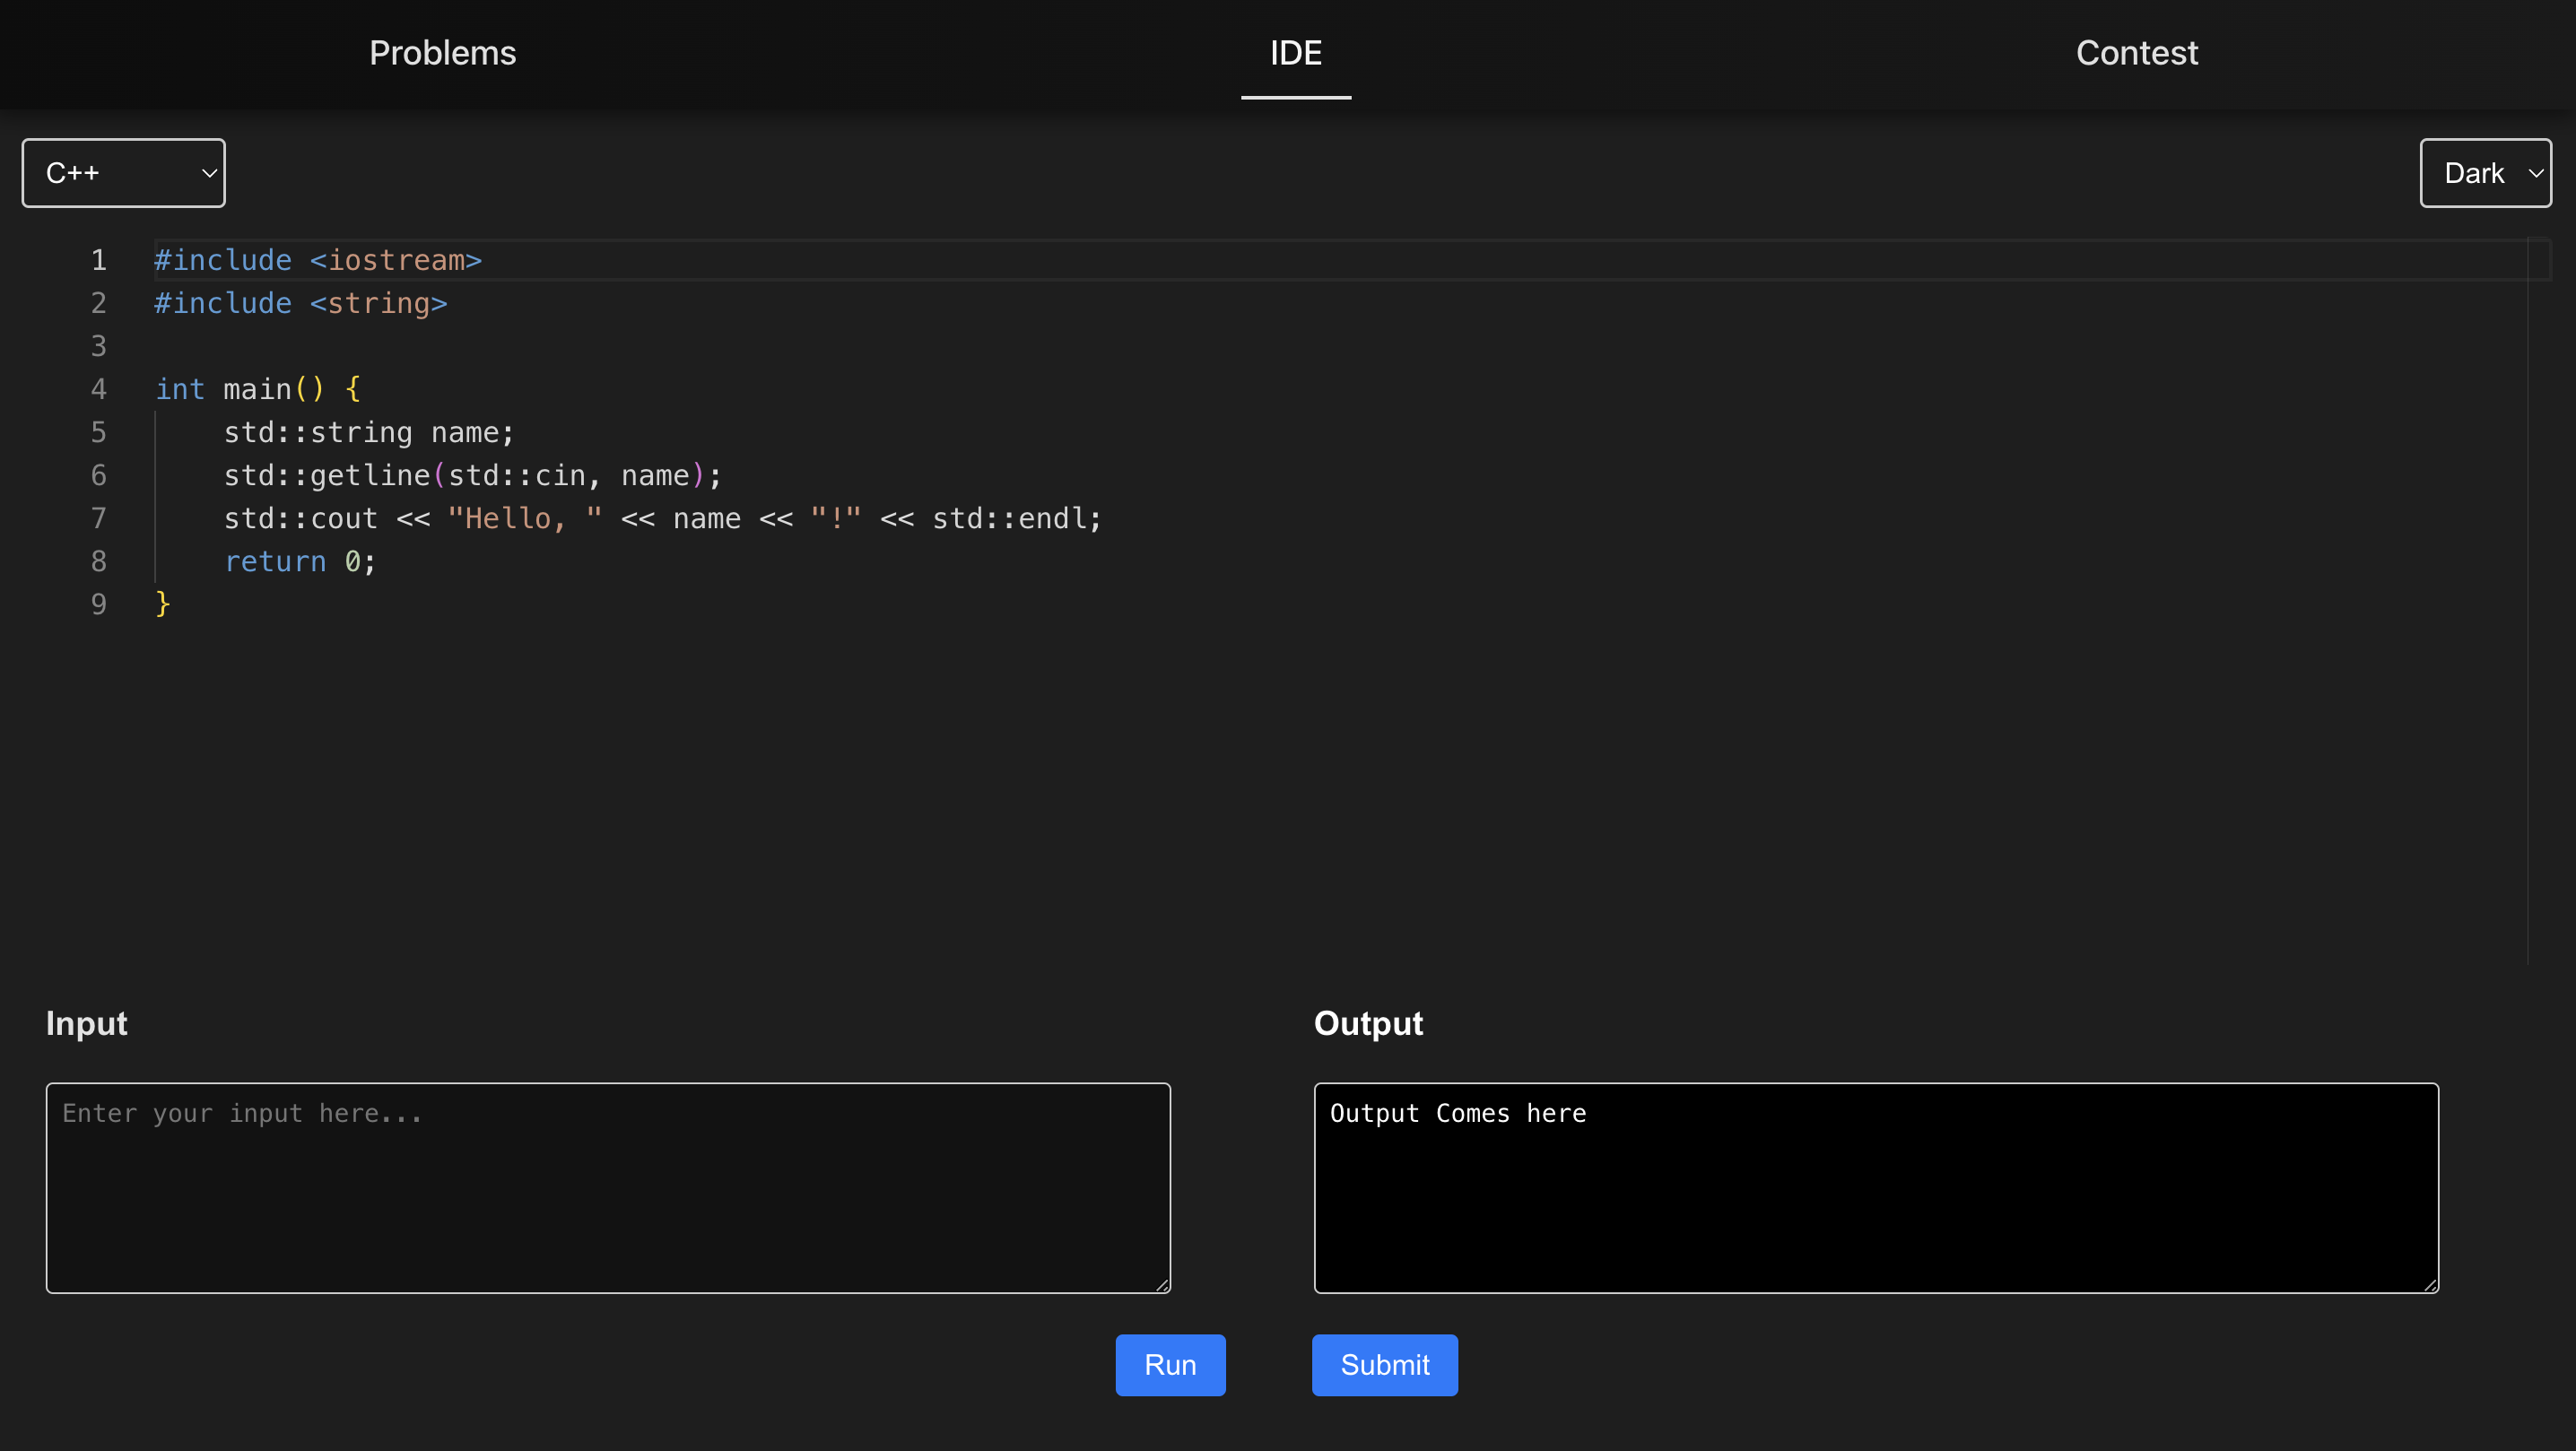 Problems IDE Contest
C++ Dark
1 #include <iostream>
2 #include <string>
3
4 int main() {
5     std::string name;
6     std::getline(std::cin, name);
7     std::cout << "Hello, " << name << "!" << std::endl;
8     return 0;
9 }
Input Output
Enter your input here... Output Comes here
Run Submit